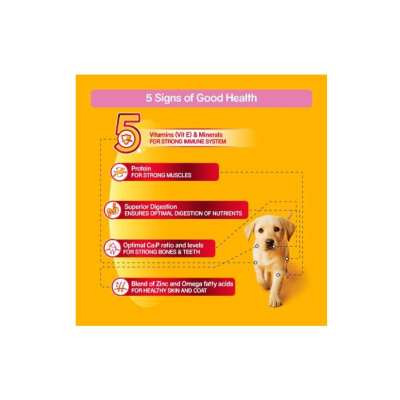 5 Signs of Good Health
5
Vitamins (Vit E) & Minerals
FOR STRONG IMMUNE SYSTEM
Protein
FOR STRONG MUSCLES
Superior Digestion
ENSURES OPTIMAL DIGESTION OF NUTRIENTS
Optimal Ca:P ratio and levels
FOR STRONG BONES & TEETH
Blend of Zinc and Omega fatty acids
FOR HEALTHY SKIN AND COAT